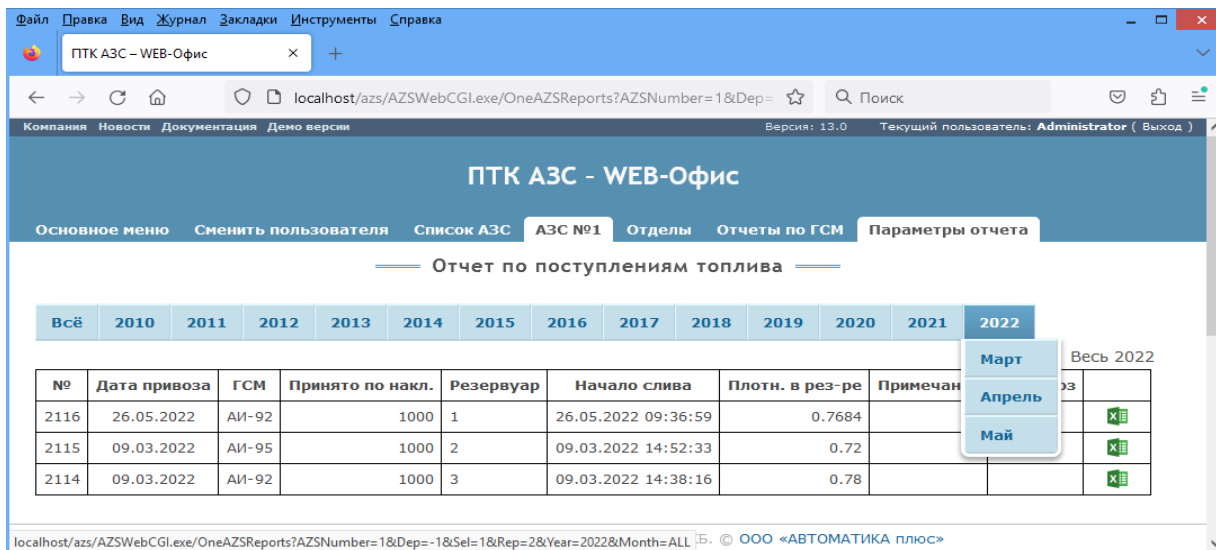 Файл Правка Вид Журнал Закладки Инструменты Справка
ПТК АЗС – WEB-Офис
localhost/azs/AZSWebCGI.exe/OneAZSReports?AZSNumber=1&Dep= Поиск
Компания Новости Документация Демо версии Версия: 13.0 Текущий пользователь: Administrator ( Выход )
ПТК АЗС - WEB-Офис
Основное меню Сменить пользователя Список АЗС АЗС №1 Отделы Отчеты по ГСМ Параметры отчета
Отчет по поступлениям топлива
Всё 2010 2011 2012 2013 2014 2015 2016 2017 2018 2019 2020 2021 2022
Март
Апрель
Май
Весь 2022
№ Дата привоза ГСМ Принято по накл. Резервуар Начало слива Плотн. в рез-ре Примечан
2116 26.05.2022 АИ-92 1000 1 26.05.2022 09:36:59 0.7684
2115 09.03.2022 АИ-95 1000 2 09.03.2022 14:52:33 0.72
2114 09.03.2022 АИ-92 1000 3 09.03.2022 14:38:16 0.78
localhost/azs/AZSWebCGI.exe/OneAZSReports?AZSNumber=1&Dep=-1&Sel=1&Rep=2&Year=2022&Month=ALL Б. © ООО «АВТОМАТИКА плюс»